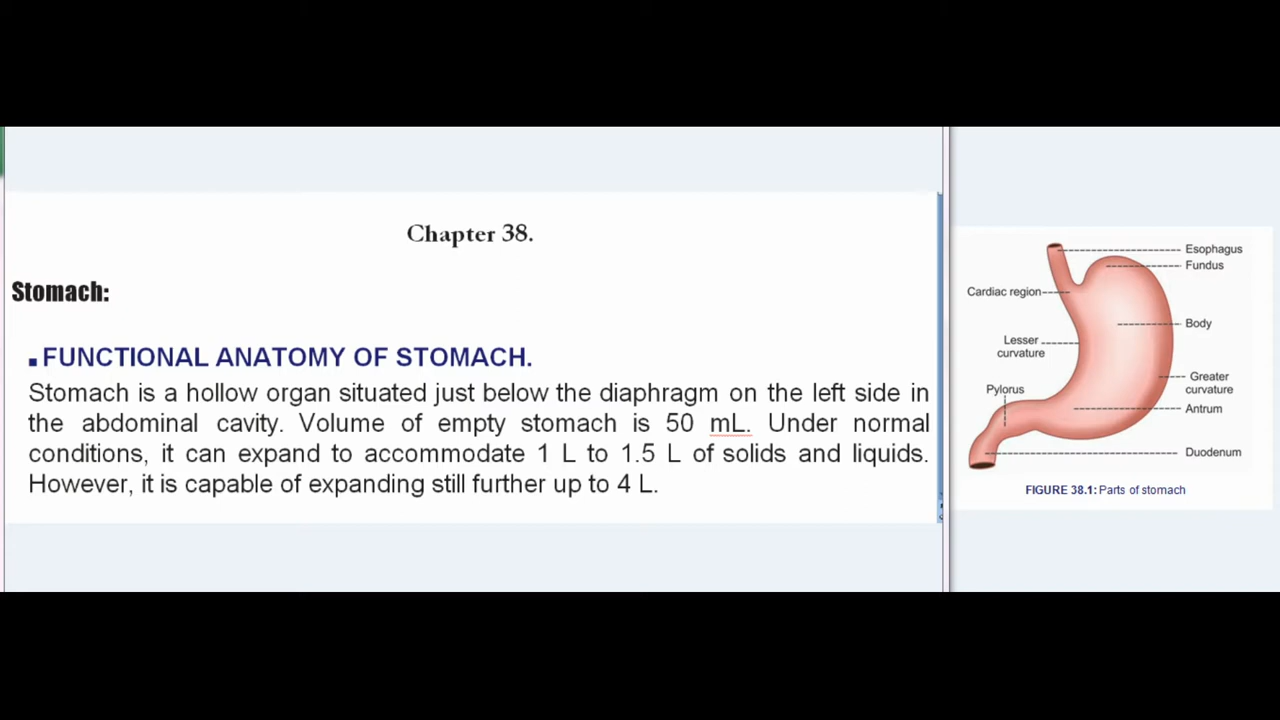 Chapter 38.
Stomach:
▪FUNCTIONAL ANATOMY OF STOMACH.
Stomach is a hollow organ situated just below the diaphragm on the left side in
the abdominal cavity. Volume of empty stomach is 50 mL. Under normal
conditions, it can expand to accommodate 1 L to 1.5 L of solids and liquids.
However, it is capable of expanding still further up to 4 L.
Esophagus
Fundus
Cardiac region
Body
Lesser
curvature
Greater
curvature
Pylorus
Antrum
Duodenum
FIGURE 38.1: Parts of stomach